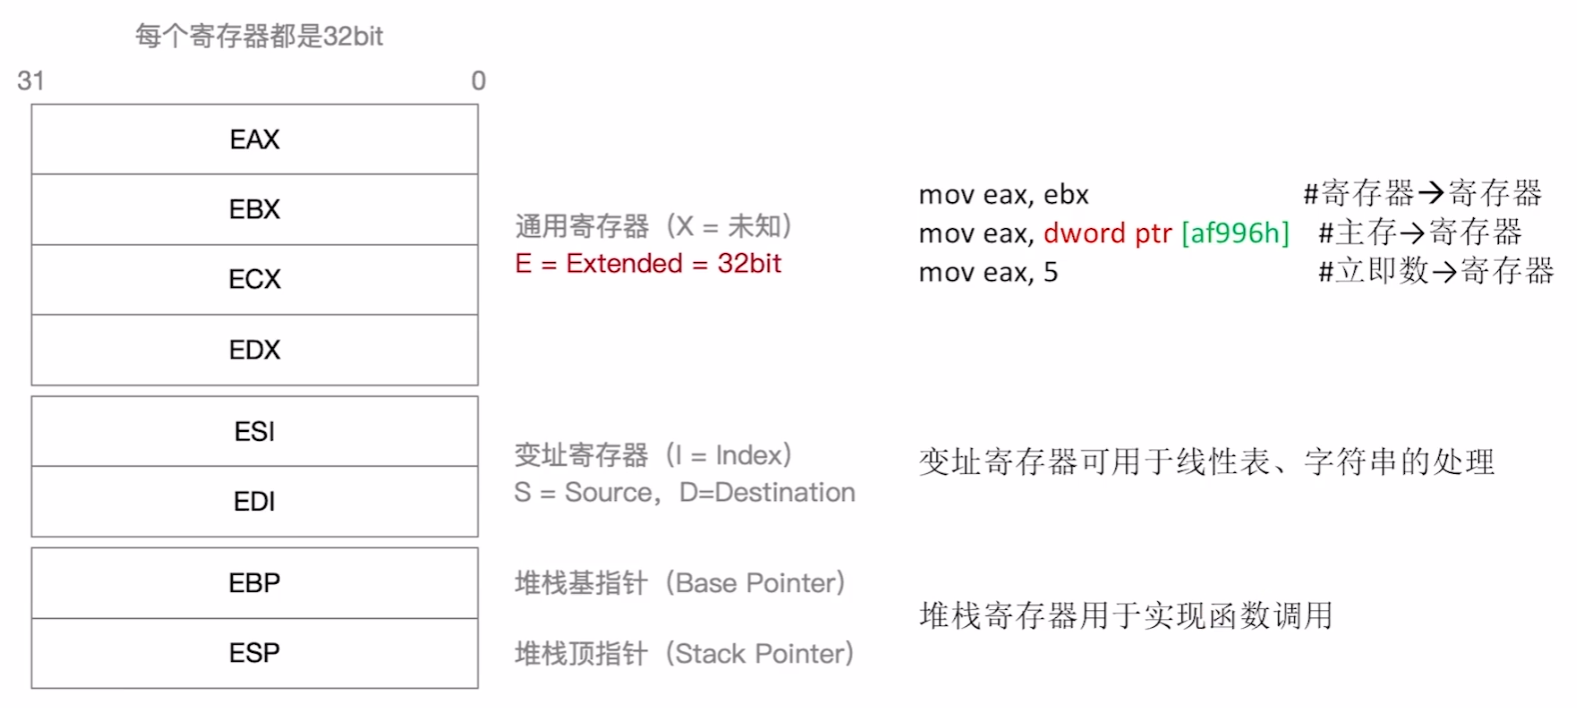 每个寄存器都是32bit
31 0
EAX
EBX
ECX
EDX
通用寄存器（X = 未知）
E = Extended = 32bit
mov eax, ebx #寄存器→寄存器
mov eax, dword ptr [af996h] #主存→寄存器
mov eax, 5 #立即数→寄存器
ESI
EDI
变址寄存器（I = Index）
S = Source，D=Destination
变址寄存器可用于线性表、字符串的处理
EBP
ESP
堆栈基指针（Base Pointer）
堆栈顶指针（Stack Pointer）
堆栈寄存器用于实现函数调用